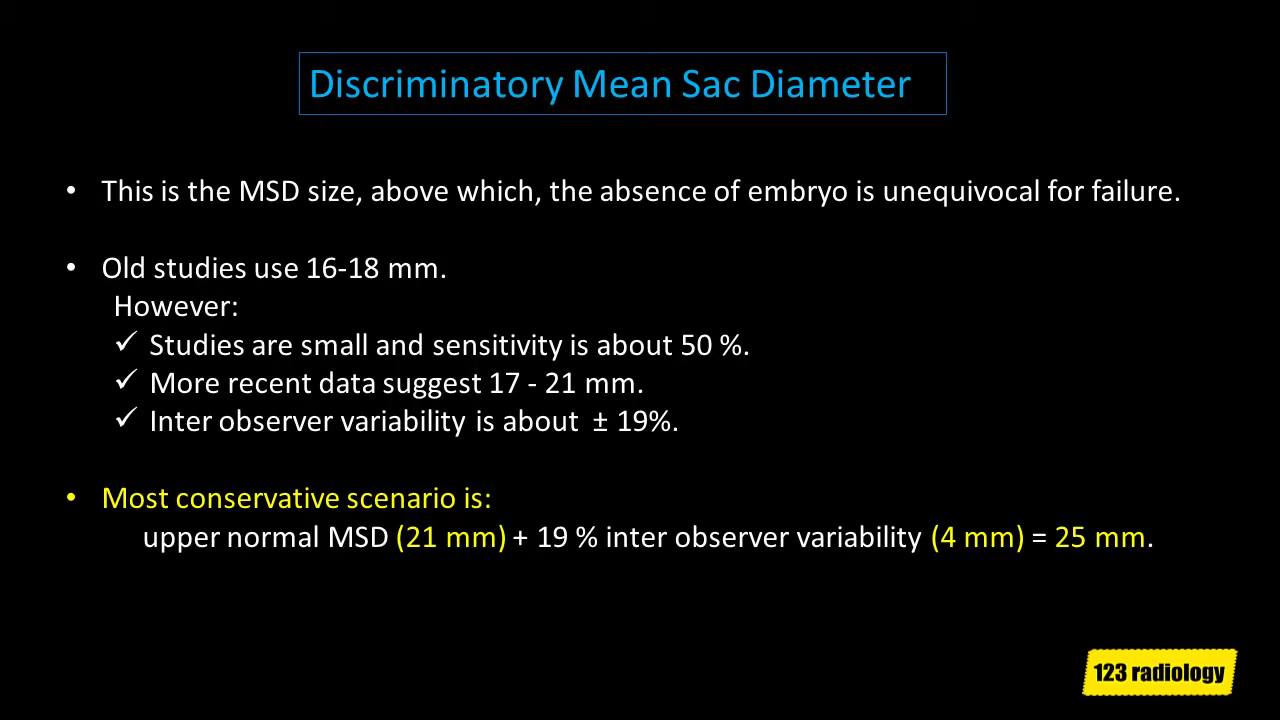 Discriminatory Mean Sac Diameter
• This is the MSD size, above which, the absence of embryo is unequivocal for failure.
• Old studies use 16-18 mm.
However:
✓ Studies are small and sensitivity is about 50 %.
✓ More recent data suggest 17 - 21 mm.
✓ Inter observer variability is about ± 19%.
• Most conservative scenario is:
upper normal MSD (21 mm) + 19 % inter observer variability (4 mm) = 25 mm.
123 radiology